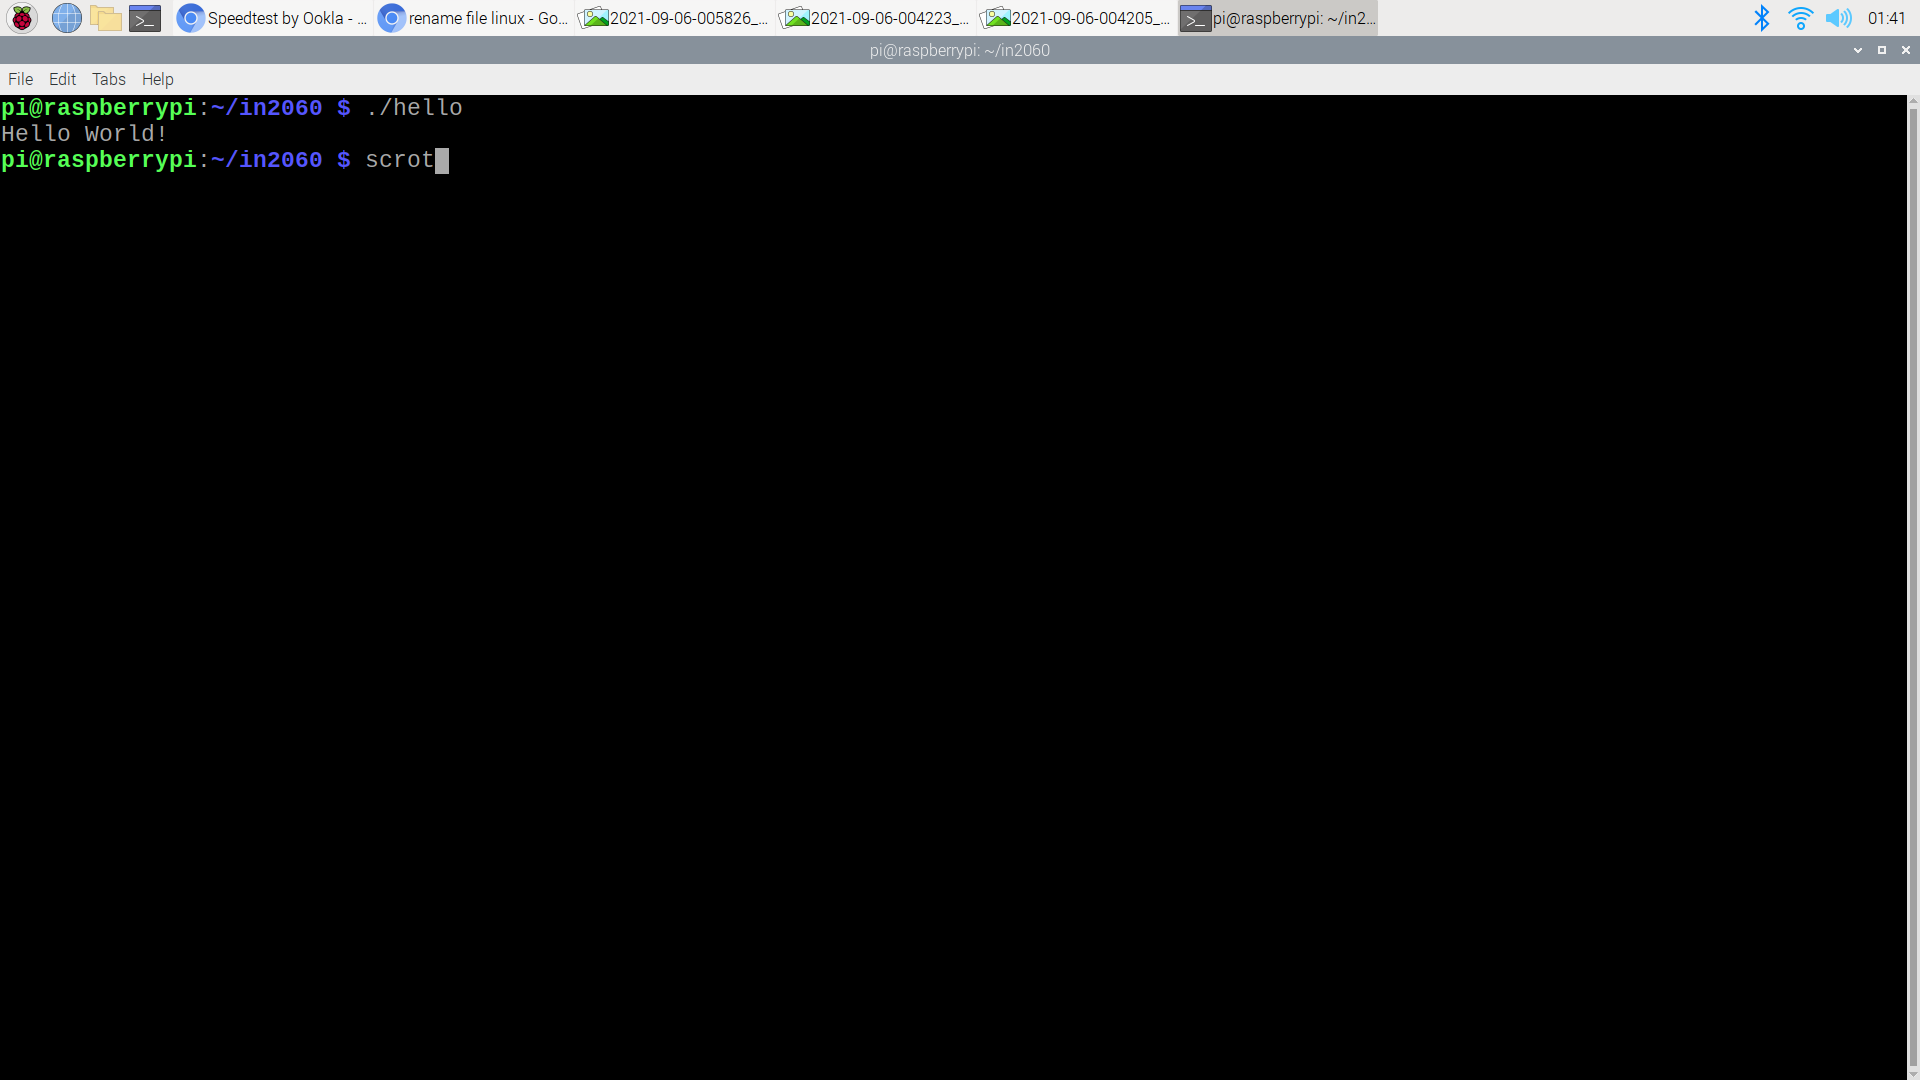 Speedtest by Ookla - ...
rename file linux - Go...
2021-09-06-005826_...
2021-09-06-004223_...
2021-09-06-004205_...
pi@raspberrypi: ~/in2...
01:41
pi@raspberrypi: ~/in2060
File Edit Tabs Help
pi@raspberrypi:~/in2060 $ ./hello
Hello World!
pi@raspberrypi:~/in2060 $ scrot